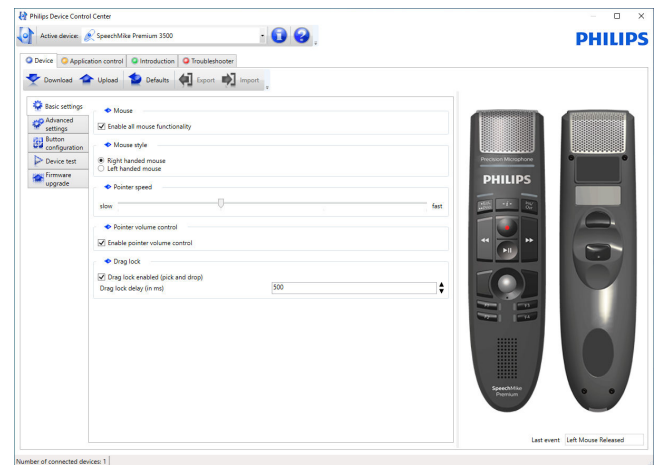 Philips Device Control Center
Active device: SpeechMike Premium 3500
PHILIPS
Device Application control Introduction Troubleshooter
Download Upload Defaults Export Import
Basic settings
Advanced
settings
Button
configuration
Device test
Firmware
upgrade
Mouse
Enable all mouse functionality
Mouse style
Right handed mouse
Left handed mouse
Pointer speed
slow fast
Pointer volume control
Enable pointer volume control
Drag lock
Drag lock enabled (pick and drop)
Drag lock delay (in ms) 500
Precision Microphone
PHILIPS
SpeechMike
Premium
Last event Left Mouse Released
Number of connected devices: 1